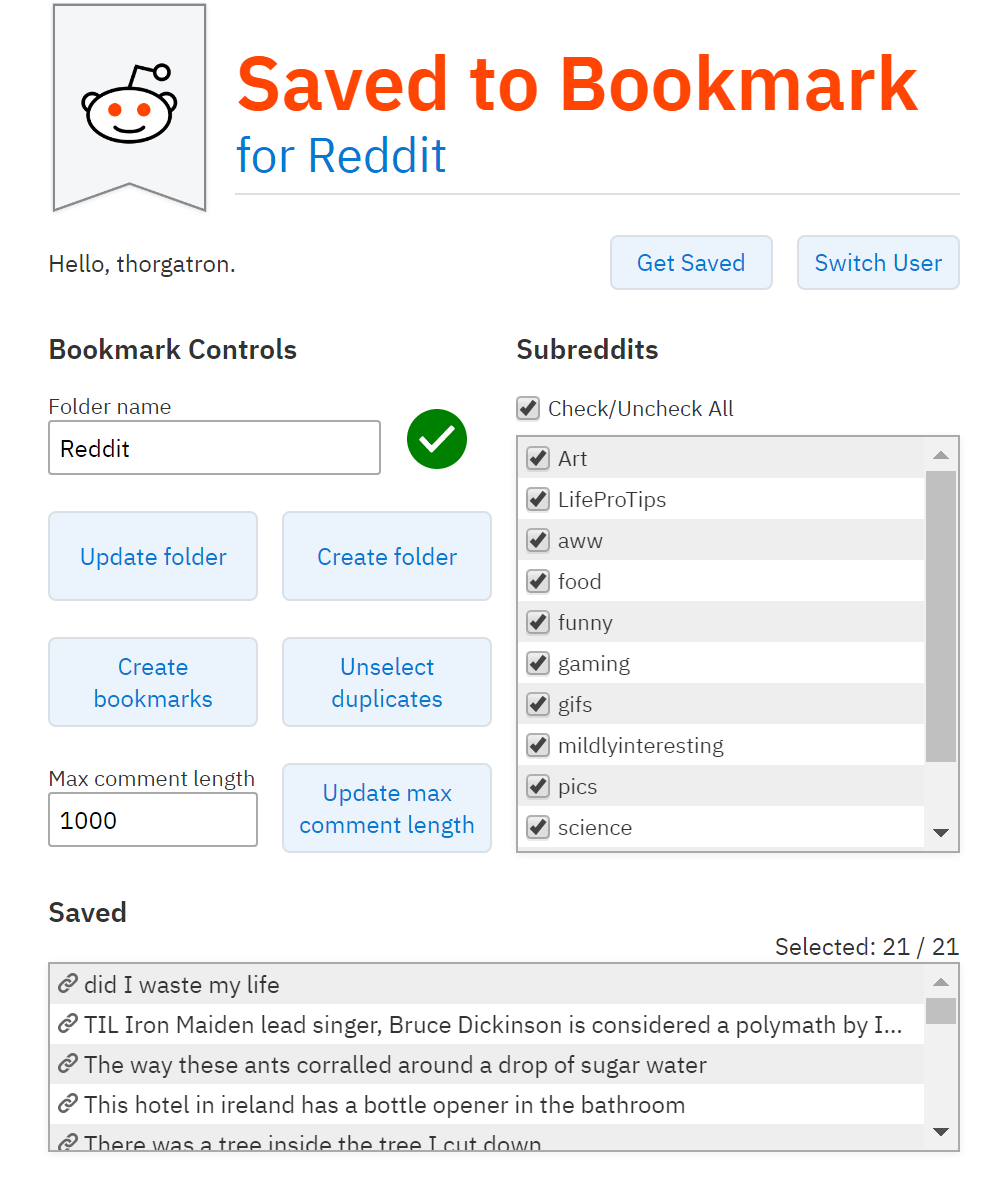 Saved to Bookmark
for Reddit
Hello, thorgatron.
Get Saved
Switch User
Bookmark Controls
Folder name
Reddit
Update folder
Create folder
Create
bookmarks
Unselect
duplicates
Max comment length
1000
Update max
comment length
Subreddits
Check/Uncheck All
Art
LifeProTips
aww
food
funny
gaming
gifs
mildlyinteresting
pics
science
Saved
Selected: 21 / 21
did I waste my life
TIL Iron Maiden lead singer, Bruce Dickinson is considered a polymath by I...
The way these ants corralled around a drop of sugar water
This hotel in ireland has a bottle opener in the bathroom
There was a tree inside the tree I cut down